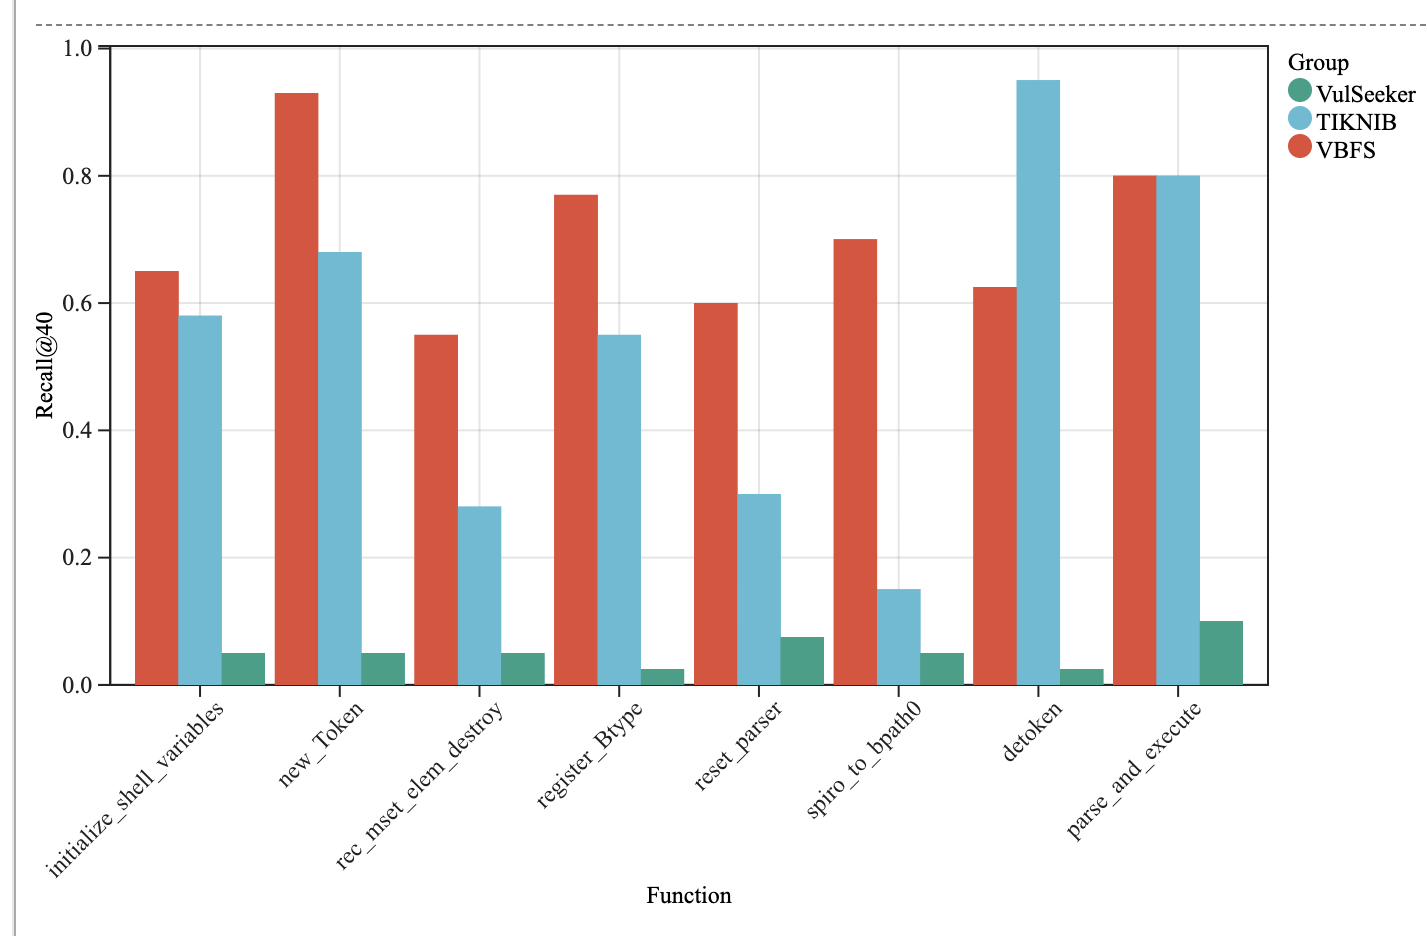 1.0
0.8
0.6
0.4
0.2
0.0
Recall@40
initialize_shell_variables
new_Token
rec_mset_elem_destroy
register_Btype
reset_parser
spiro_to_bpath0
detoken
parse_and_execute
Function
Group
VulSeeker
TIKNIB
VBFS